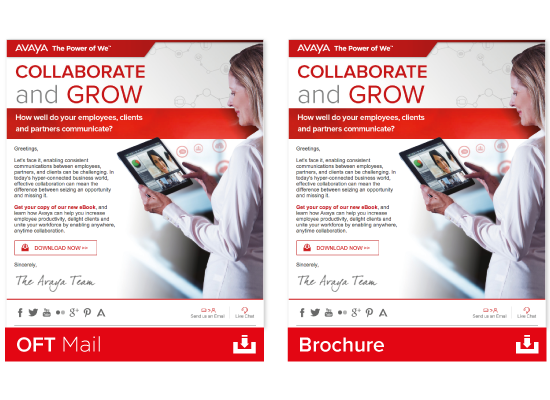 AVAYA The Power of We™
COLLABORATE
and GROW
How well do your employees, clients
and partners communicate?
Greetings,
Let's face it, enabling consistent
communications between employees,
partners, and clients can be challenging. In
today's hyper-connected business world,
effective collaboration can mean the
difference between seizing an opportunity
and missing it.
Get your copy of our new eBook, and
learn how Avaya can help you increase
employee productivity, delight clients and
unite your workforce by enabling anywhere,
anytime collaboration.
DOWNLOAD NOW >>
Sincerely,
The Avaya Team
Send us an Email
Live Chat
OFT Mail
AVAYA The Power of We™
COLLABORATE
and GROW
How well do your employees, clients
and partners communicate?
Greetings,
Let's face it, enabling consistent
communications between employees,
partners, and clients can be challenging. In
today's hyper-connected business world,
effective collaboration can mean the
difference between seizing an opportunity
and missing it.
Get your copy of our new eBook, and
learn how Avaya can help you increase
employee productivity, delight clients and
unite your workforce by enabling anywhere,
anytime collaboration.
DOWNLOAD NOW >>
Sincerely,
The Avaya Team
Send us an Email
Live Chat
Brochure